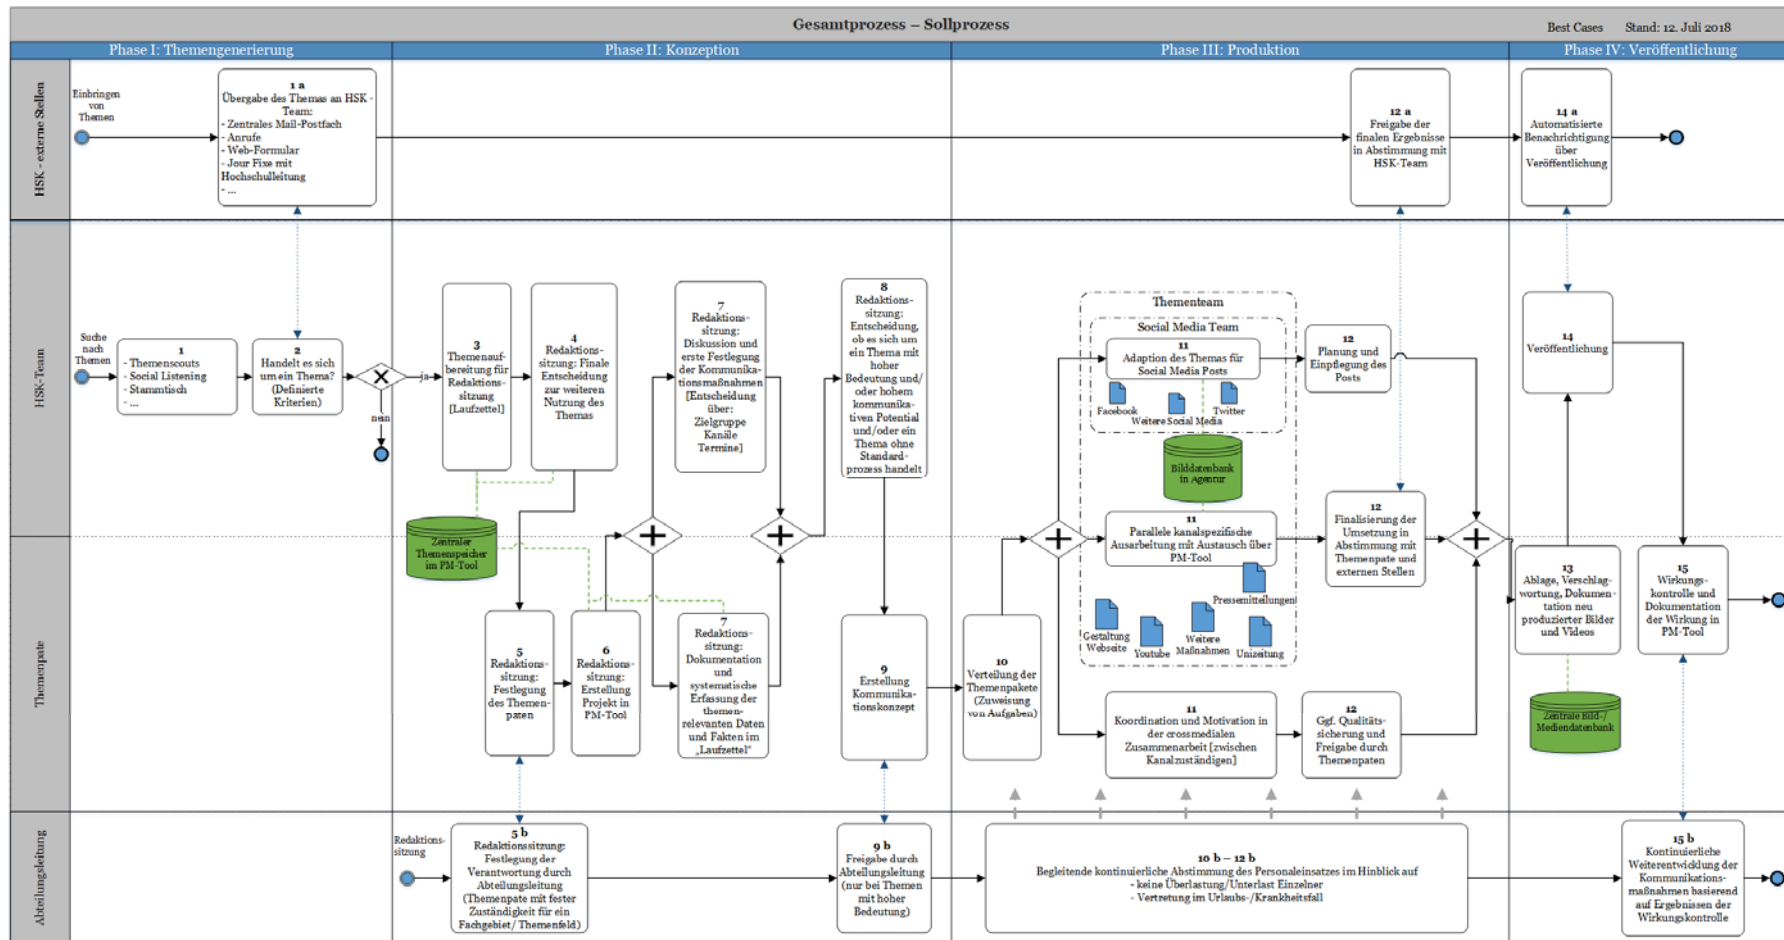 Gesamtprozess – Sollprozess
Best Cases Stand: 12. Juli 2018
Phase I: Themengenerierung
Phase II: Konzeption
Phase III: Produktion
Phase IV: Veröffentlichung
HSK - externe Stellen
Einbringen
von
Themen
1 a
Übergabe des Themas an HSK -
Team:
- Zentrales Mail-Postfach
- Anrufe
- Web-Formular
- Jour Fixe mit
Hochschulleitung
- ...
12 a
Freigabe der
finalen Ergebnisse
in Abstimmung mit
HSK-Team
14 a
Automatisierte
Benachrichtigung
über
Veröffentlichung
HSK-Team
Suche
nach
Themen
1
- Themenscouts
- Social Listening
- Stammtisch
- ...
2
Handelt es sich
um ein Thema?
(Definierte
Kriterien)
ja
nein
3
Themenauf-
bereitung für
Redaktions-
sitzung
[Laufzettel]
4
Redaktions-
sitzung: Finale
Entscheidung
zur weiteren
Nutzung des
Themas
7
Redaktions-
sitzung:
Diskussion und
erste Festlegung
der Kommunik-
ationsmaßnahmen
[Entscheidung
über:
Zielgruppe
Kanäle
Termine]
8
Redaktions-
sitzung:
Entscheidung,
ob es sich um
ein Thema mit
hoher
Bedeutung und/
oder hohem
kommunika-
tiven Potential
und/oder ein
Thema ohne
Standard-
prozess handelt
Thementeam
Social Media Team
11
Adaption des Themas für
Social Media Posts
Facebook
Weitere Social Media
Twitter
12
Planung und
Einpflegung des
Posts
Bilddatenbank
in Agentur
11
Parallele kanalspezifische
Ausarbeitung mit Austausch über
PM-Tool
12
Finalisierung der
Umsetzung in
Abstimmung mit
Themenpate und
externen Stellen
14
Veröffentlichung
Zentraler
Themenspeicher
im PM-Tool
Themenpate
5
Redaktions-
sitzung:
Festlegung
des Themen-
paten
6
Redaktions-
sitzung:
Erstellung
Projekt in
PM-Tool
7
Redaktions-
sitzung:
Dokumentation
und
systematische
Erfassung der
themen-
relevanten Daten
und Fakten im
„Laufzettel“
9
Erstellung
Kommunika-
tionskonzept
10
Verteilung der
Themenpakete
(Zuweisung
von Aufgaben)
Pressemitteilungen
Gestaltung
Webseite
Youtube
Weitere
Maßnahmen
Unizeitung
11
Koordination und Motivation in
der crossmedialen
Zusammenarbeit [zwischen
Kanalzuständigen]
12
Ggf. Qualitäts-
sicherung und
Freigabe durch
Themenpaten
13
Ablage, Verschlag-
wortung, Dokumen-
tation neu
produzierter Bilder
und Videos
15
Wirkungs-
kontrolle und
Dokumentation
der Wirkung in
PM-Tool
Zentrale Bild-/
Mediendatenbank
Abteilungsleitung
Redaktions-
sitzung
5 b
Redaktionssitzung:
Festlegung der
Verantwortung durch
Abteilungsleitung
(Themenpate mit fester
Zuständigkeit für ein
Fachgebiet/ Themenfeld)
9 b
Freigabe durch
Abteilungsleitung
(nur bei Themen
mit hoher
Bedeutung)
10 b – 12 b
Begleitende kontinuierliche Abstimmung des Personaleinsatzes im Hinblick auf
- keine Überlastung/Unterlast Einzelner
- Vertretung im Urlaubs-/Krankheitsfall
15 b
Kontinuierliche
Weiterentwicklung der
Kommunikations-
maßnahmen basierend
auf Ergebnissen der
Wirkungskontrolle